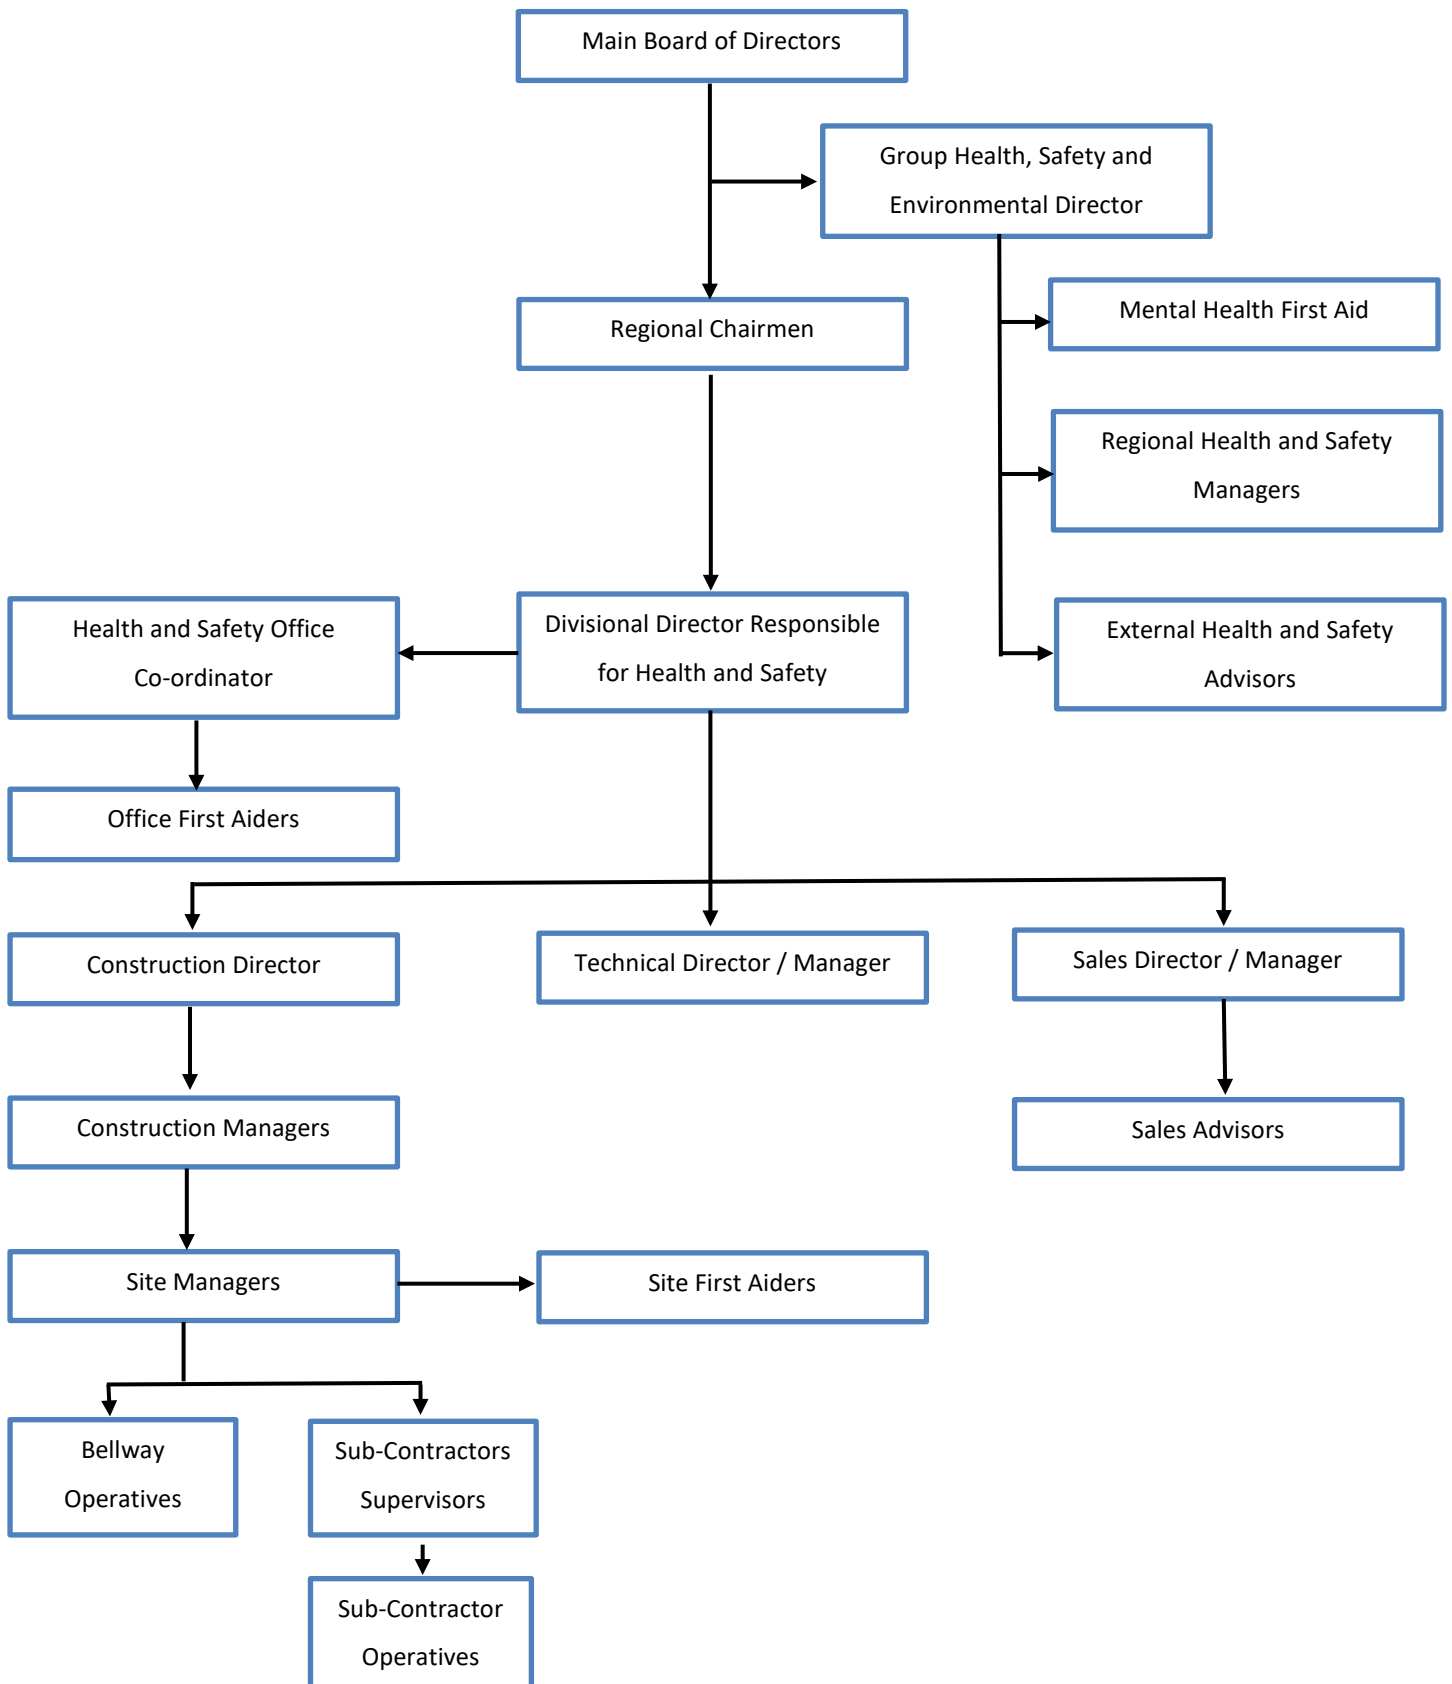 Main Board of Directors
Group Health, Safety and
Environmental Director
Mental Health First Aid
Regional Chairmen
Regional Health and Safety
Managers
Health and Safety Office
Co-ordinator
Divisional Director Responsible
for Health and Safety
External Health and Safety
Advisors
Office First Aiders
Construction Director
Technical Director / Manager
Sales Director / Manager
Construction Managers
Sales Advisors
Site Managers
Site First Aiders
Bellway
Operatives
Sub-Contractors
Supervisors
Sub-Contractor
Operatives